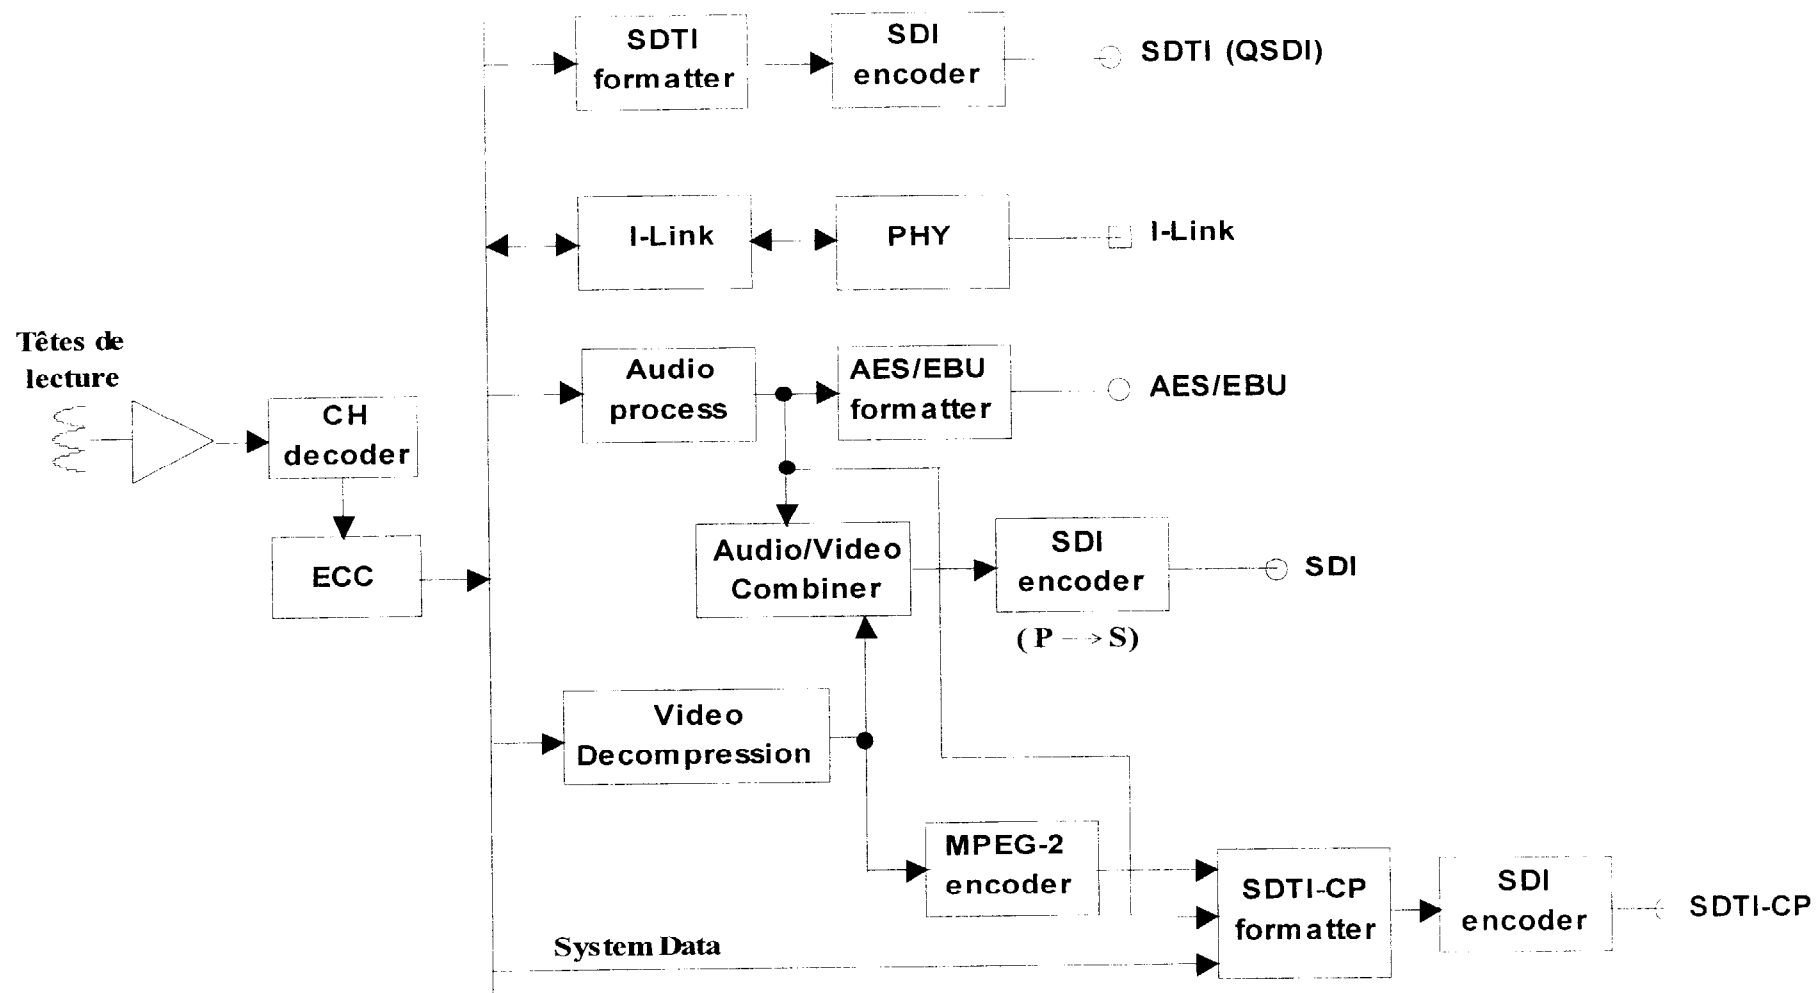 SDTI
formatter
SDI
encoder
SDTI (QSDI)
I-Link
PHY
I-Link
Têtes de
lecture
Audio
process
AES/EBU
formatter
AES/EBU
CH
decoder
ECC
Audio/Video
Combiner
SDI
encoder
SDI
( P → S)
Video
Decompression
MPEG-2
encoder
SDTI-CP
formatter
SDI
encoder
SDTI-CP
System Data